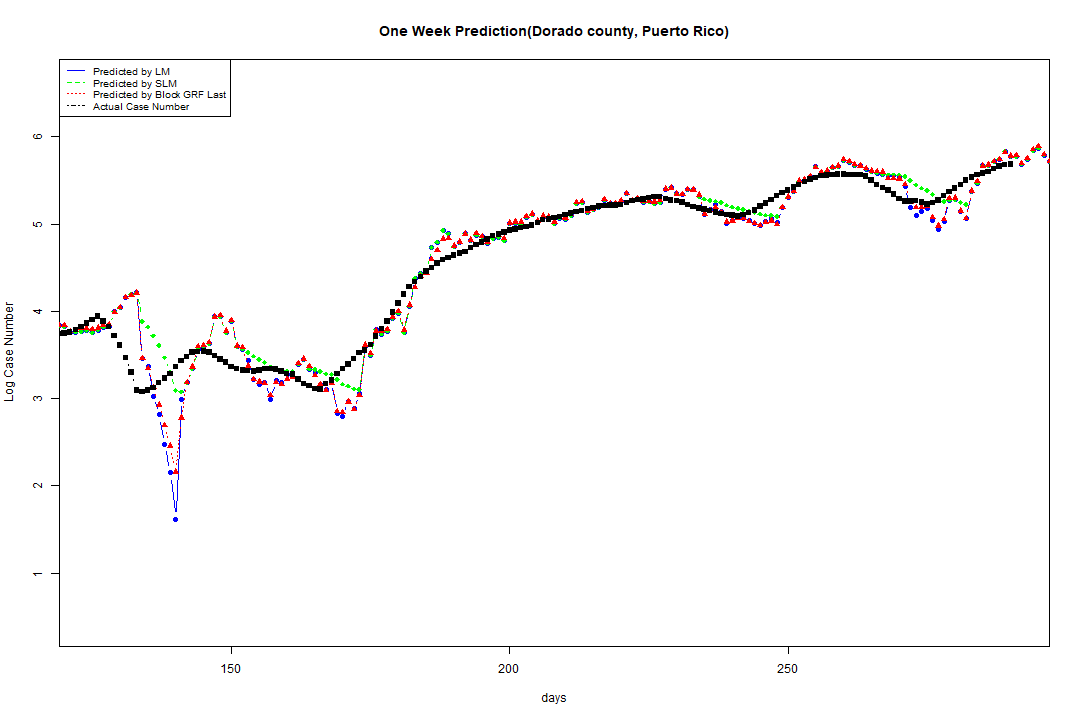 One Week Prediction(Dorado county, Puerto Rico)
Predicted by LM
Predicted by SLM
Predicted by Block GRF Last
Actual Case Number
6
5
4
3
2
1
Log Case Number
150 200 250
days